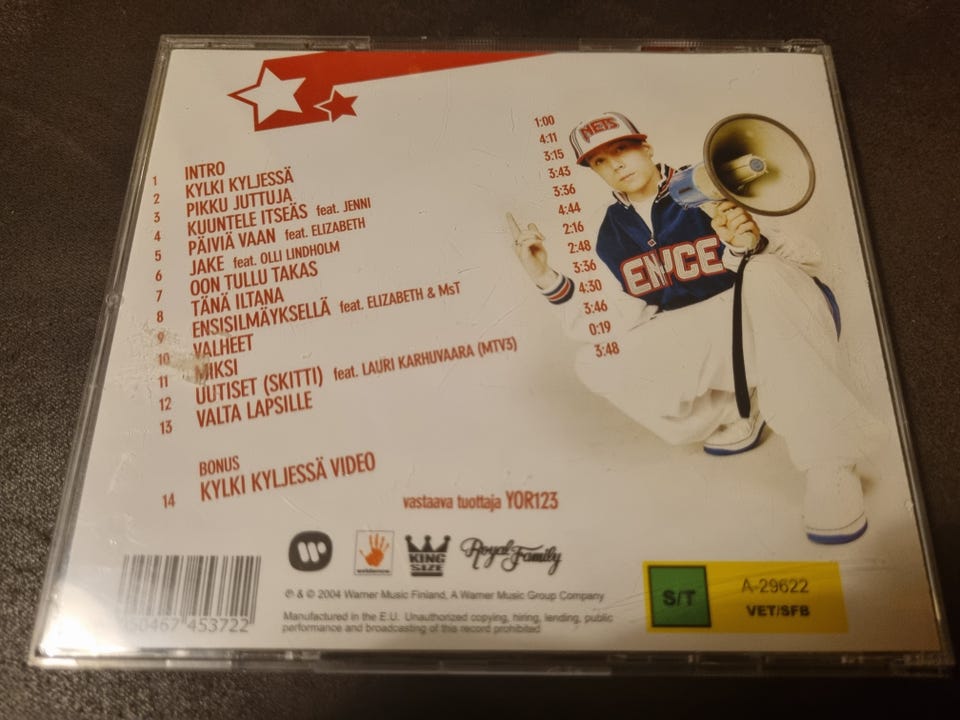 1 INTRO 1:00
2 KYLKI KYLJESSÄ 4:11
3 PIKKU JUTTUJA 3:15
4 KUUNTELE ITSEÄS feat. JENNI 3:43
5 PÄIVIÄ VAAN feat. ELIZABETH 3:36
6 JAKE feat. OLLI LINDHOLM 4:44
7 OON TULLU TAKAS 2:16
8 TÄNÄ ILTANA 2:48
9 ENSISILMÄYKSELLÄ feat. ELIZABETH & MsT 3:36
10 VALHEET 4:30
11 MIKSI 3:46
12 UUTISET (SKITTI) feat. LAURI KARHUVAARA (MTV3) 0:19
13 VALTA LAPSILLE 3:48
BONUS
14 KYLKI KYLJESSÄ VIDEO
vastaava tuottaja YOR123
NETS
ENYCE
evidence
KING SIZE
Royal Family
℗ & © 2004 Warner Music Finland, A Warner Music Group Company
Manufactured in the E.U. Unauthorized copying, hiring, lending, public
performance and broadcasting of this record prohibited
453722
S/T
A-29622
VET/SFB